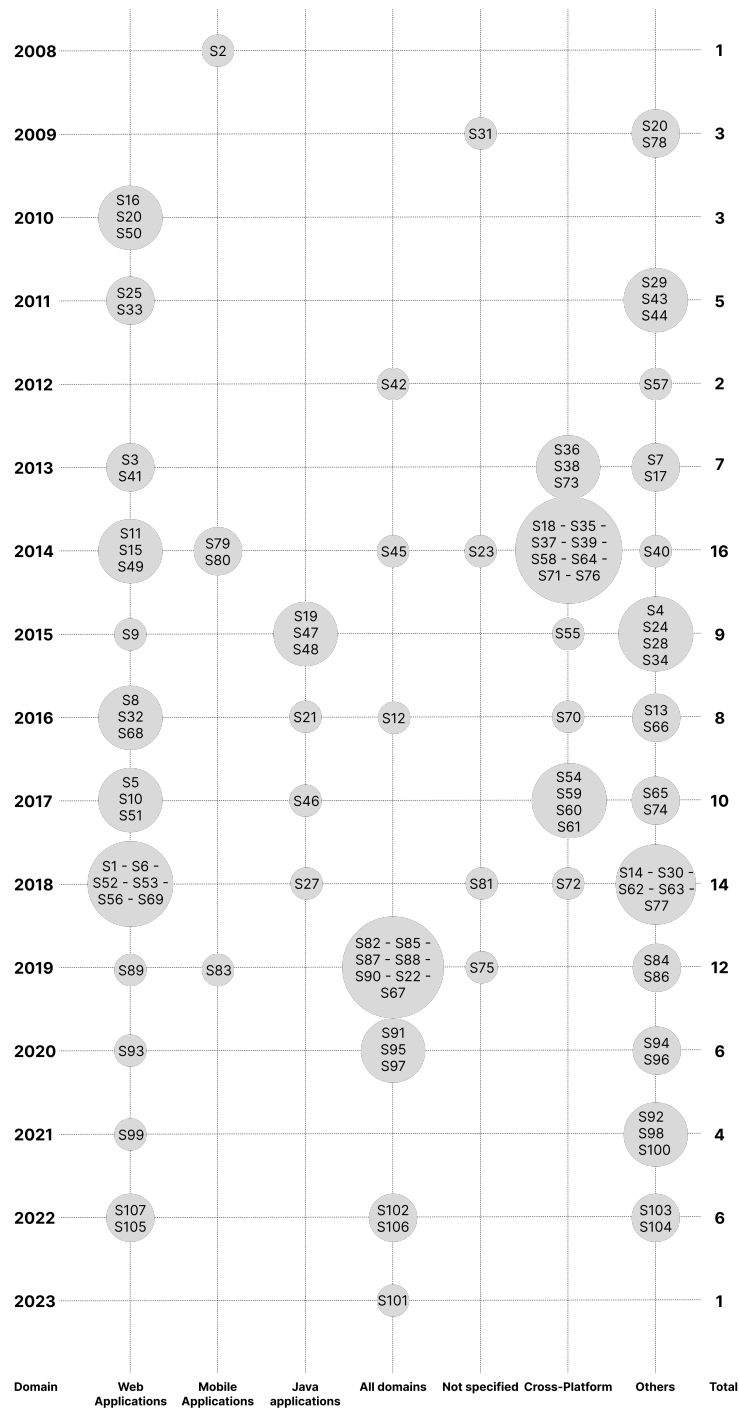 2008 S2 1
2009 S31 S20 3
S78
S16
2010 S20 3
S50
2011 S25 S29 5
S33 S43
S44
2012 S42 S57 2
S36
2013 S3 S38 S7 7
S41 S73 S17
S18 - S35 -
S11 S37 - S39 -
2014 S15 S79 S45 S23 S58 - S64 - S40 16
S49 S80 S71 - S76
S19 S4
2015 S9 S47 S55 S24 9
S48 S28
S34
S8
2016 S32 S21 S12 S70 S13 8
S68 S66
S5 S54
2017 S10 S46 S59 S65 10
S51 S60 S74
S61
S1 - S6 - S14 - S30 -
2018 S52 - S53 - S27 S81 S72 S62 - S63 - 14
S56 - S69 S77
S82 - S85 -
2019 S89 S83 S87 - S88 - S75 S84 12
S90 - S22 - S86
S67
S91
2020 S93 S95 S94 6
S97 S96
S92
2021 S99 S98 4
S100
2022 S107 S102 S103 6
S105 S106 S104
2023 S101 1
Domain Web Mobile Java All domains Not specified Cross-Platform Others Total
Applications Applications applications